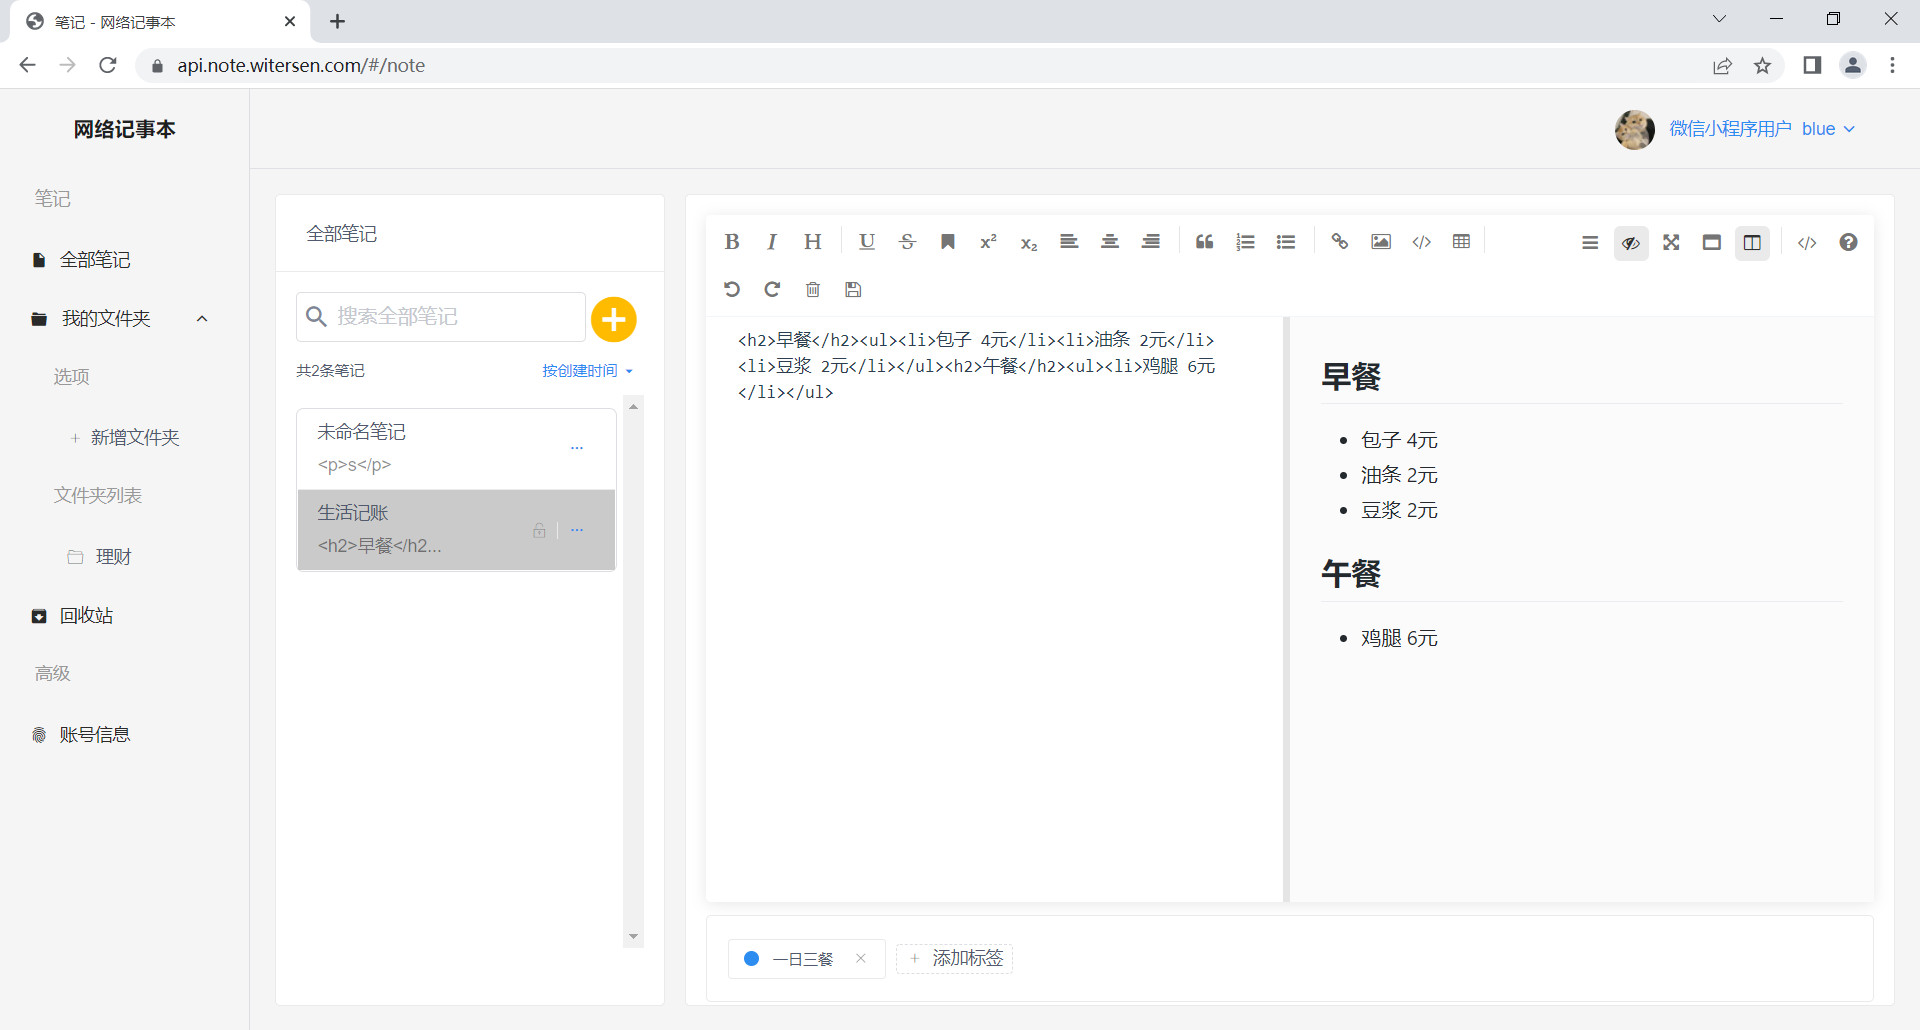 笔记 - 网络记事本
api.note.witersen.com/#/note
网络记事本
微信小程序用户 blue
笔记
全部笔记
我的文件夹
选项
+ 新增文件夹
文件夹列表
理财
回收站
高级
账号信息
全部笔记
搜索全部笔记
共2条笔记
按创建时间
未命名笔记
<p>s</p>
生活记账
<h2>早餐</h2...
<h2>早餐</h2><ul><li>包子 4元</li><li>油条 2元</li>
<li>豆浆 2元</li></ul><h2>午餐</h2><ul><li>鸡腿 6元
</li></ul>
早餐
• 包子 4元
• 油条 2元
• 豆浆 2元
午餐
• 鸡腿 6元
一日三餐
+ 添加标签